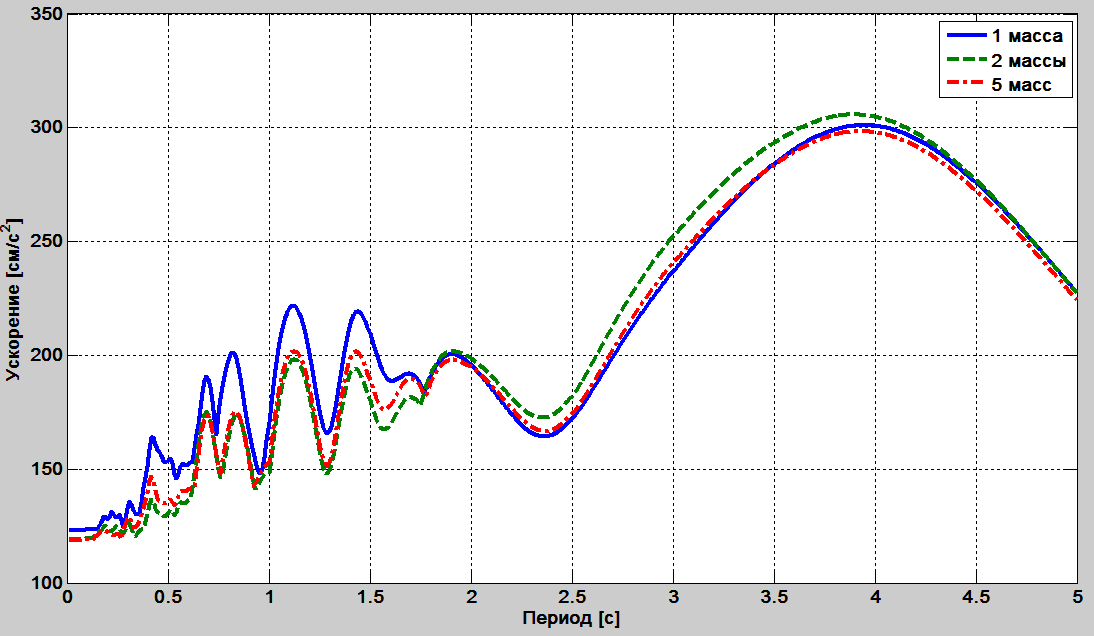 350
300
250
200
150
100
Ускорение [см/с²]
1 масса
2 массы
5 масс
0 0.5 1 1.5 2 2.5 3 3.5 4 4.5 5
Период [с]